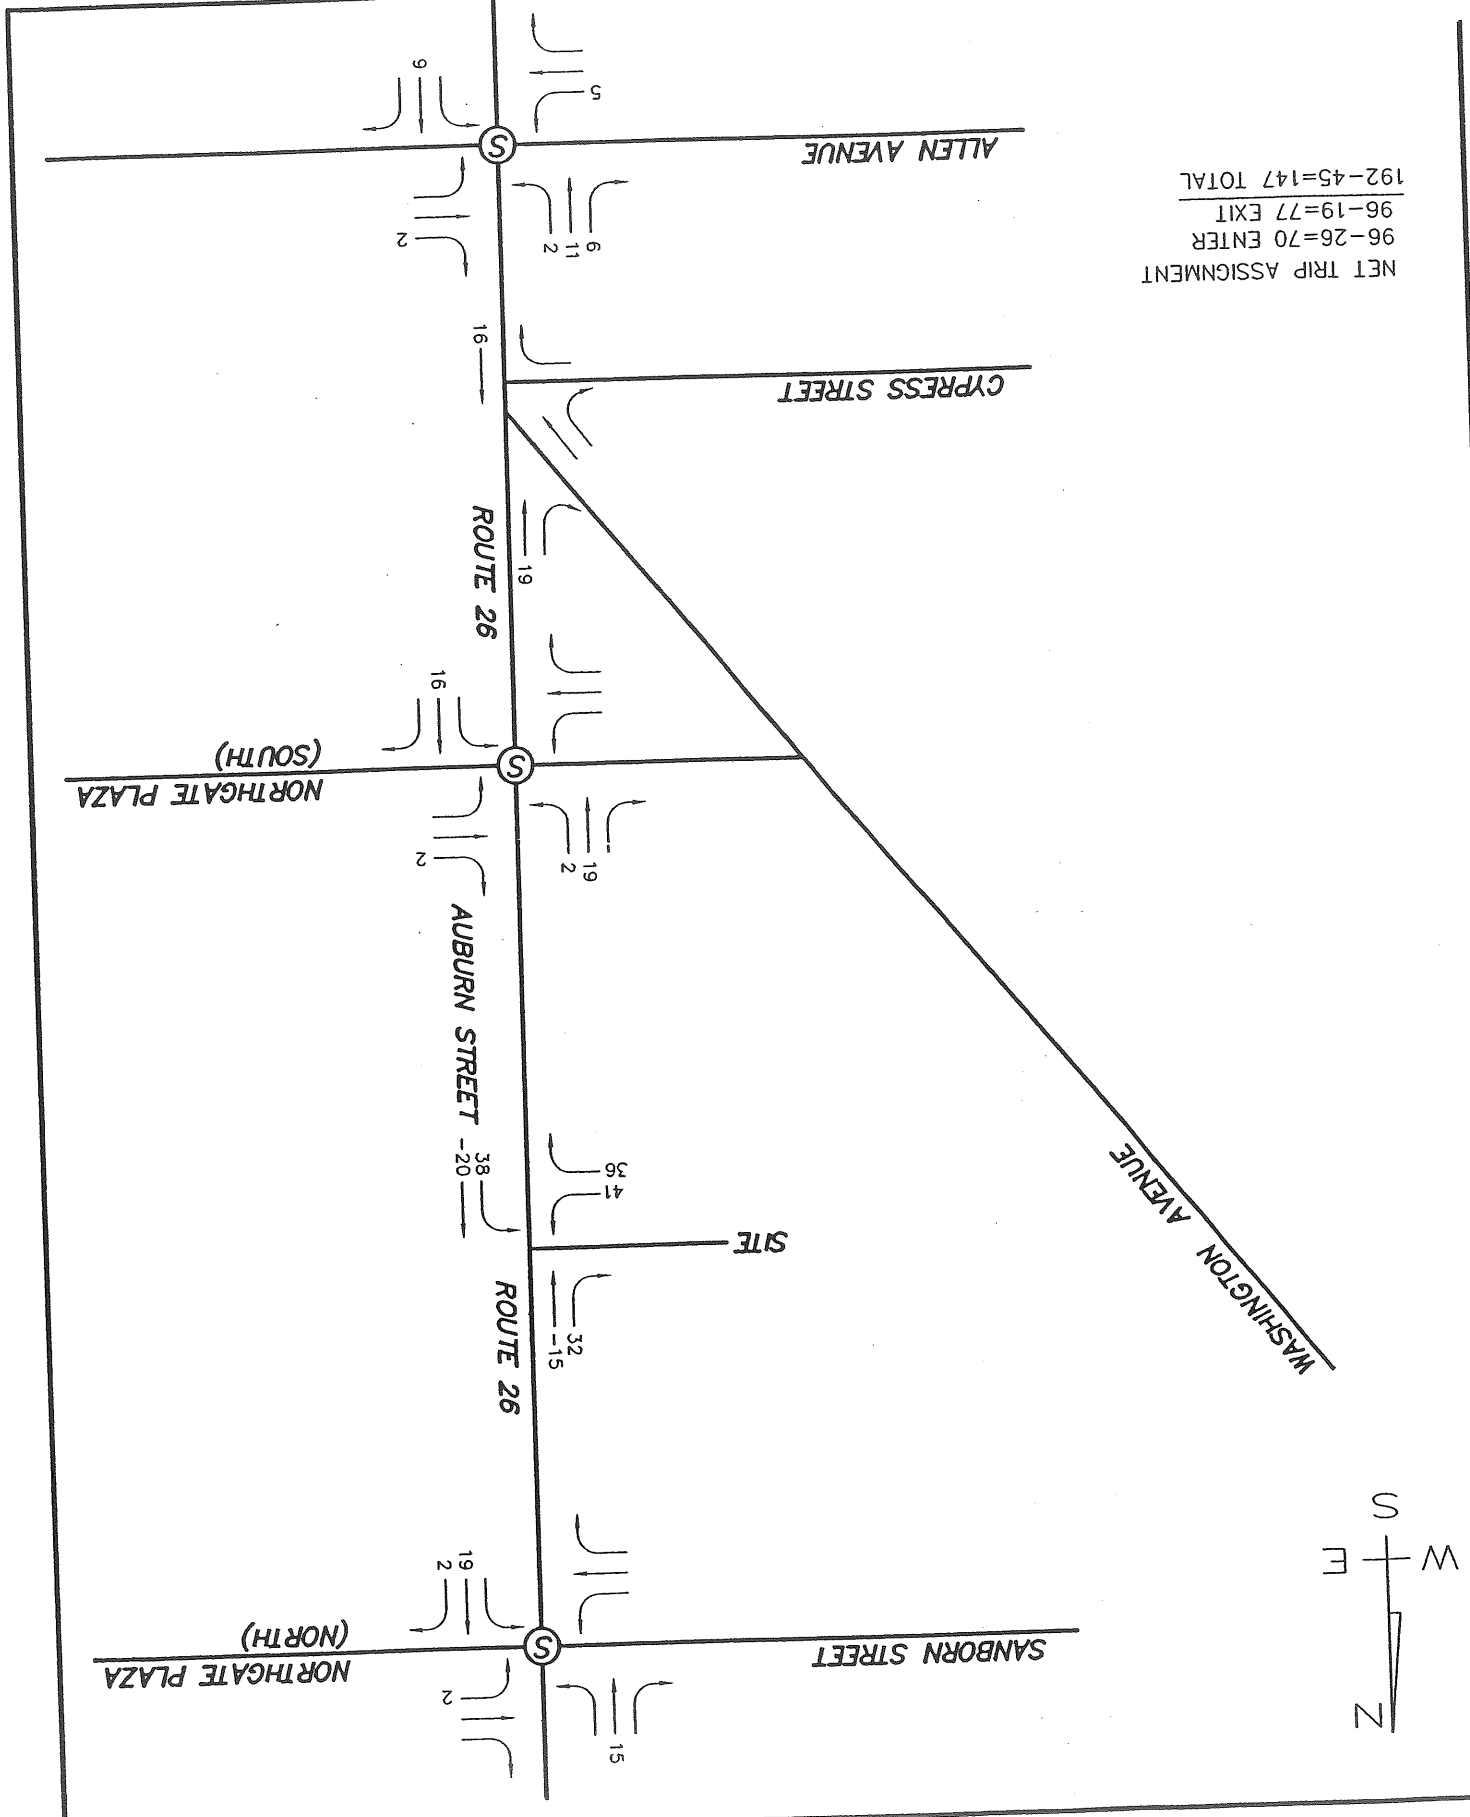 N
W E
S
SANBORN STREET
NORTHGATE PLAZA
(NORTH)
15
2
19
2
ROUTE 26
SITE
32
-15
41
36
38
-20
AUBURN STREET
WASHINGTON AVENUE
NORTHGATE PLAZA
(SOUTH)
19
2
2
16
ROUTE 26
19
CYPRESS STREET
16
NET TRIP ASSIGNMENT
96-26=70 ENTER
96-19=77 EXIT
192-45=147 TOTAL
6
11
2
2
ALLEN AVENUE
5
9
S
S
S